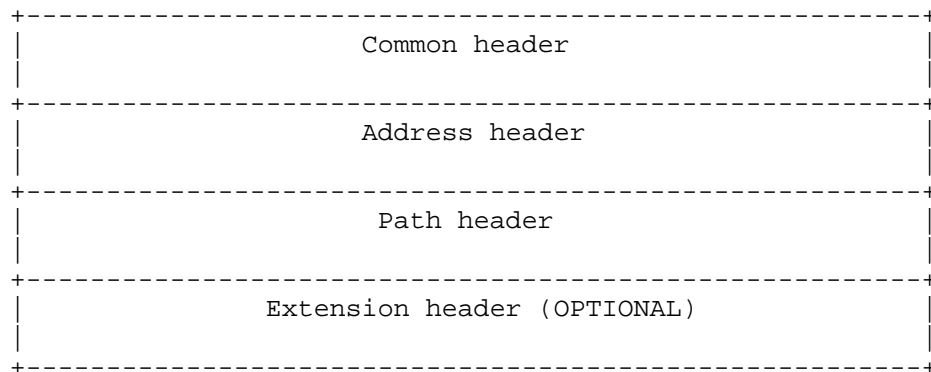 Common header
Address header
Path header
Extension header (OPTIONAL)